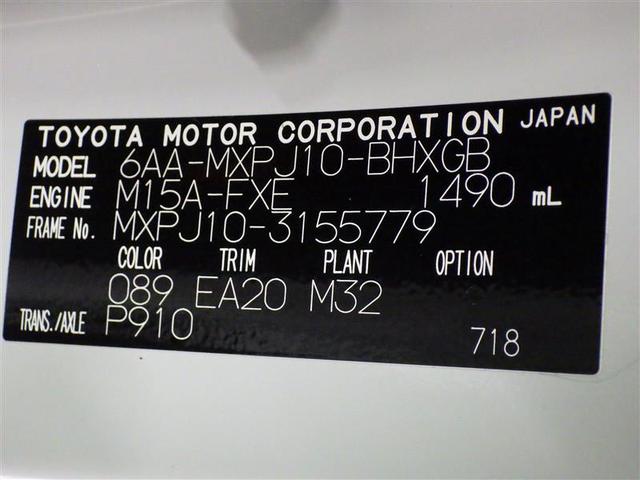 TOYOTA MOTOR CORPORATION JAPAN
MODEL 6AA-MXPJ10-BHXGB
ENGINE M15A-FXE 1490 mL
FRAME No. MXPJ10-3155779
COLOR TRIM PLANT OPTION
089 EA20 M32
TRANS./AXLE P910 718